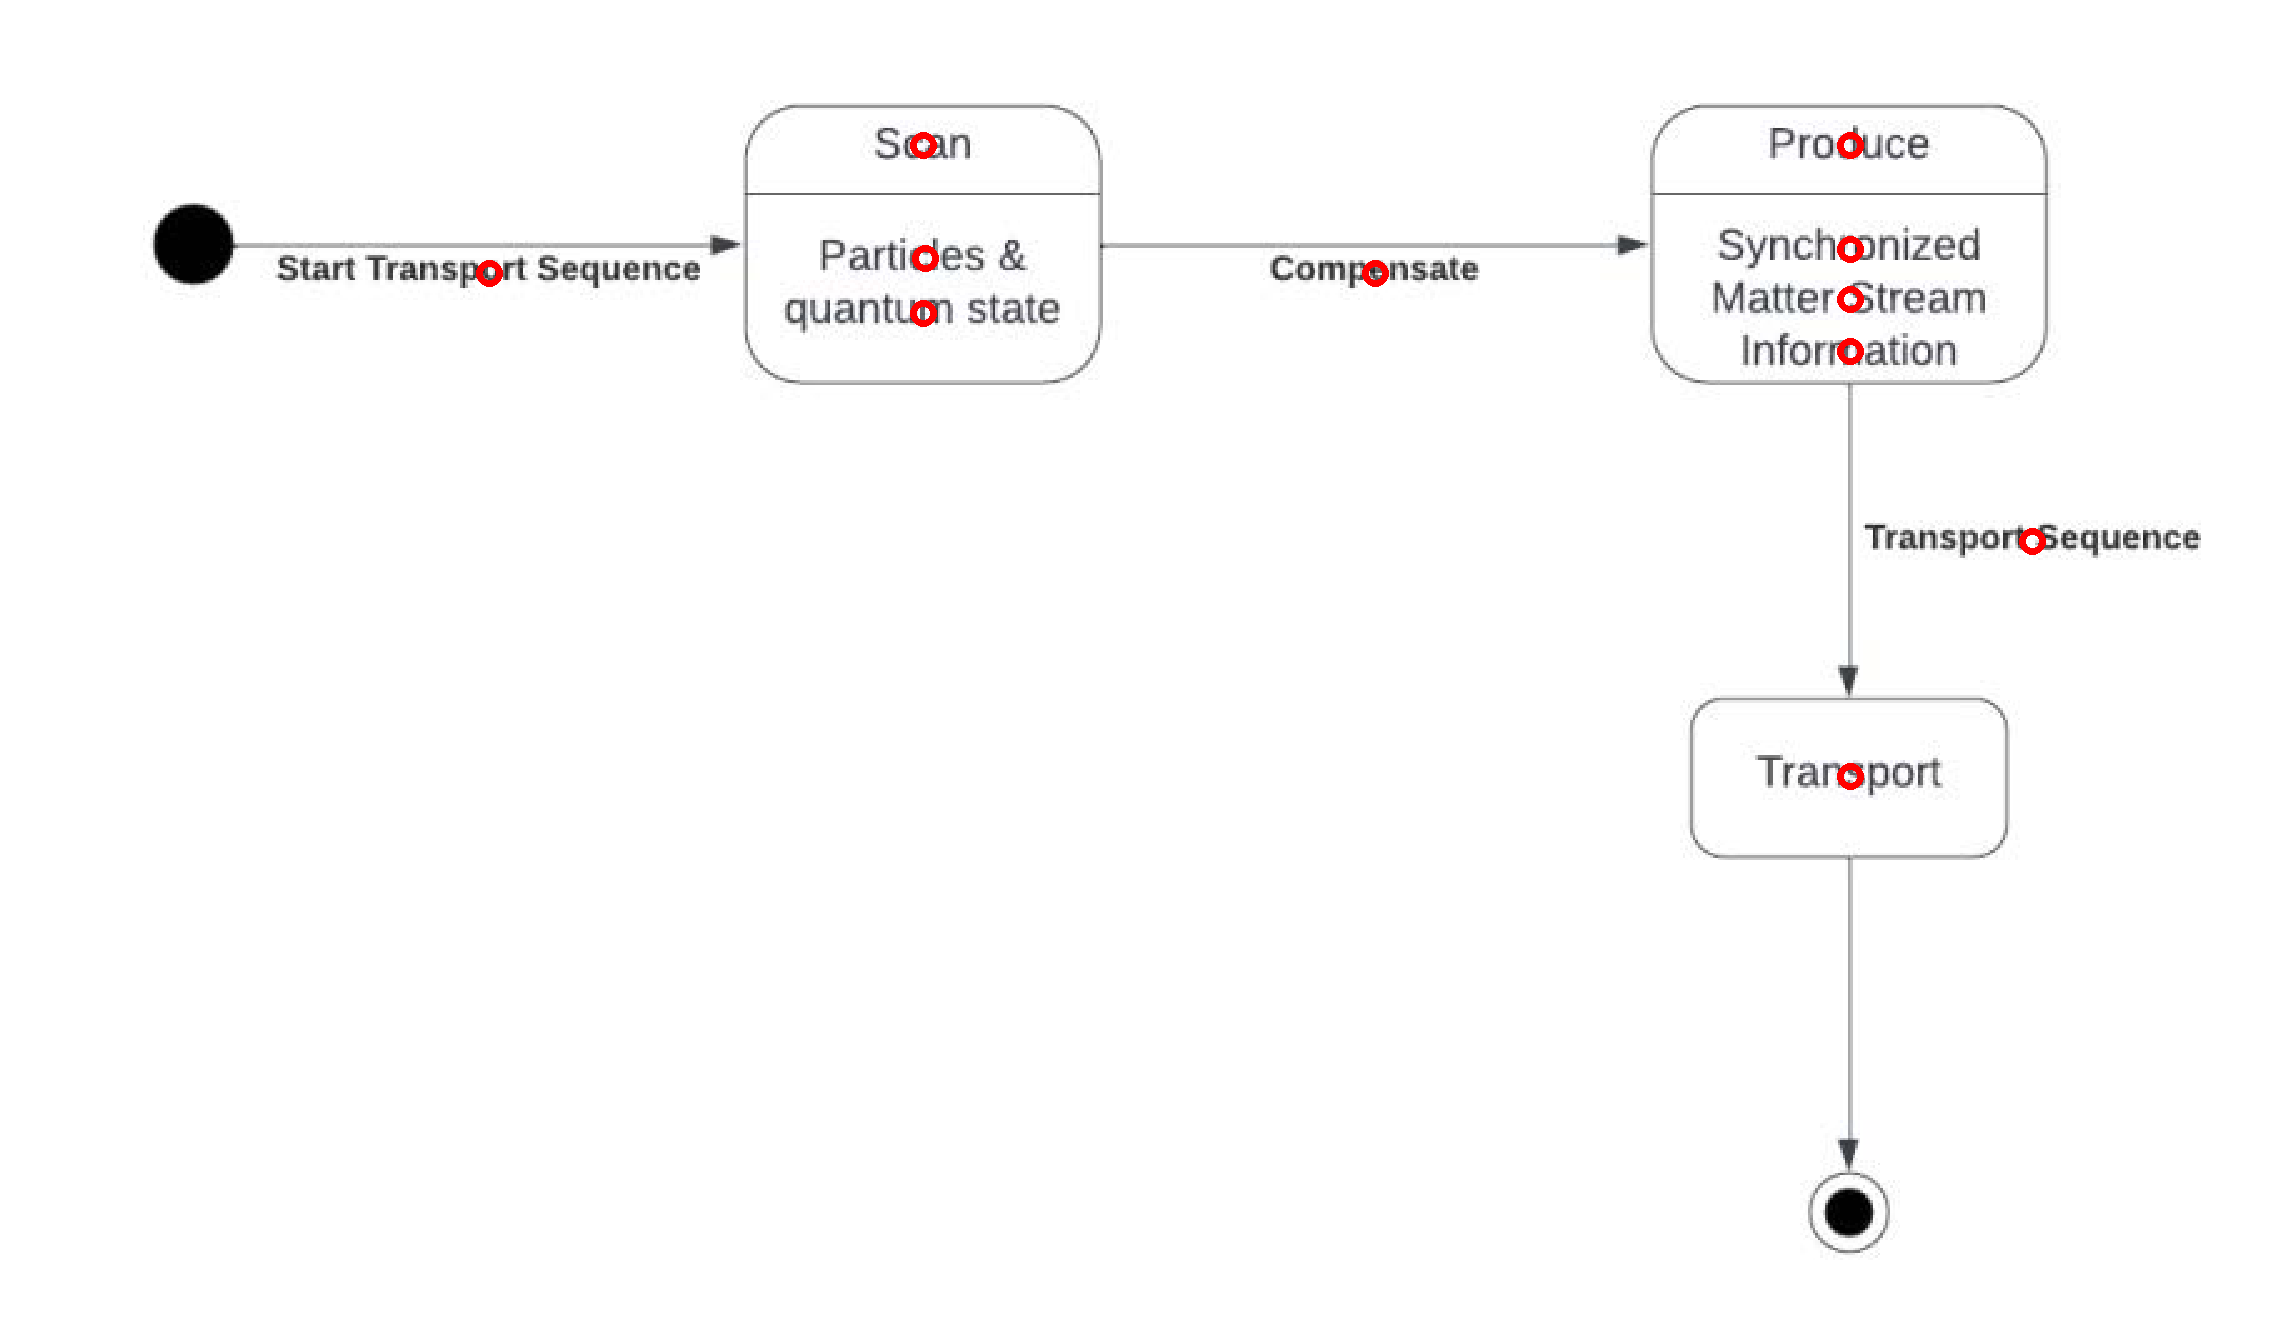 Scan
Produce
Start Transport Sequence
Particles &
quantum state
Compensate
Synchronized
Matter Stream
Information
Transport Sequence
Transport